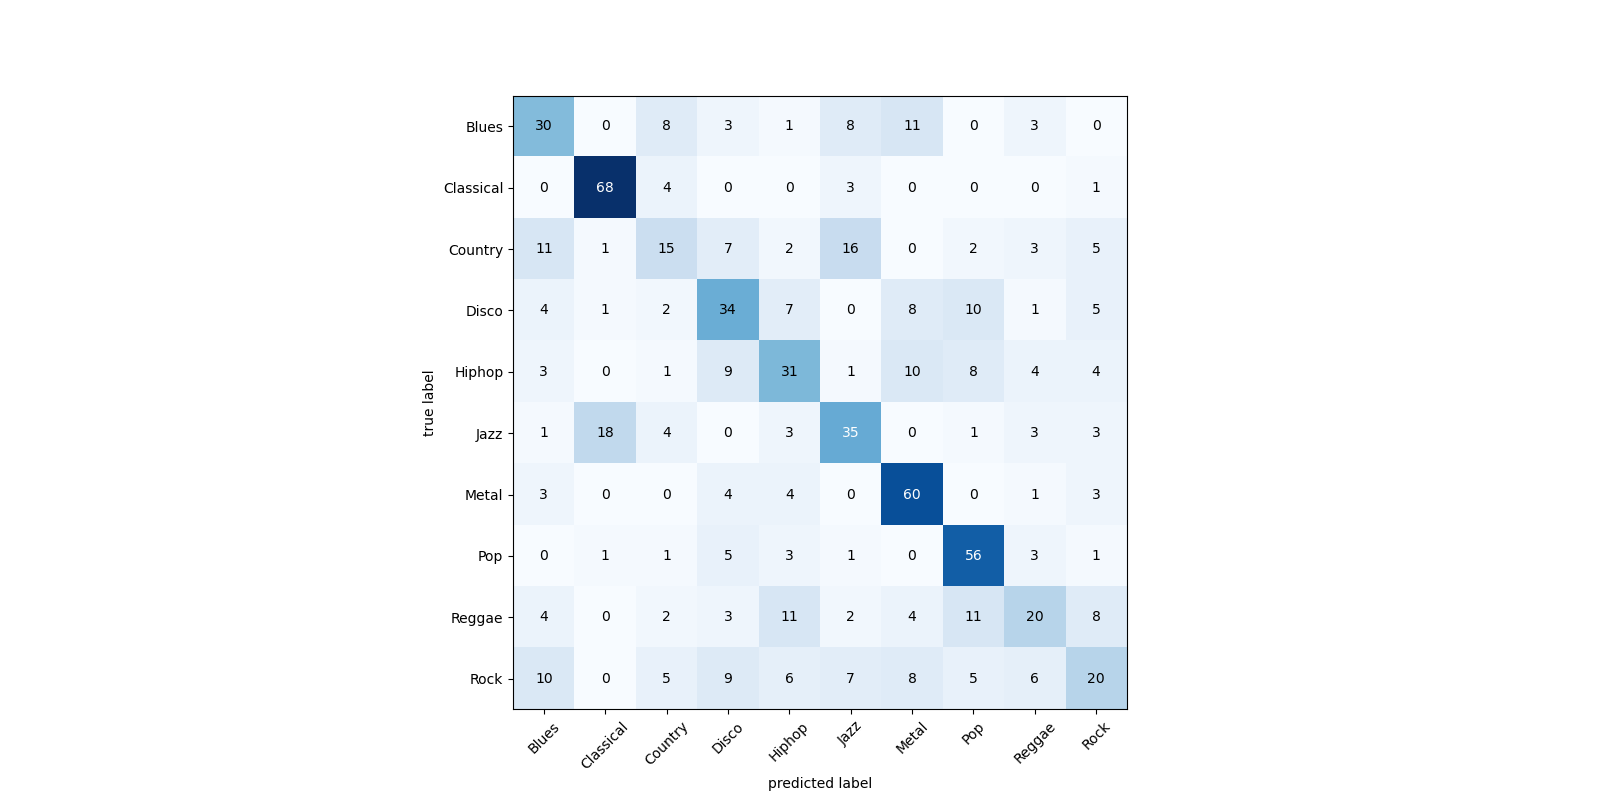 Blues 30 0 8 3 1 8 11 0 3 0
Classical 0 68 4 0 0 3 0 0 0 1
Country 11 1 15 7 2 16 0 2 3 5
Disco 4 1 2 34 7 0 8 10 1 5
Hiphop 3 0 1 9 31 1 10 8 4 4
true label
Jazz 1 18 4 0 3 35 0 1 3 3
Metal 3 0 0 4 4 0 60 0 1 3
Pop 0 1 1 5 3 1 0 56 3 1
Reggae 4 0 2 3 11 2 4 11 20 8
Rock 10 0 5 9 6 7 8 5 6 20
Blues Classical Country Disco Hiphop Jazz Metal Pop Reggae Rock
predicted label